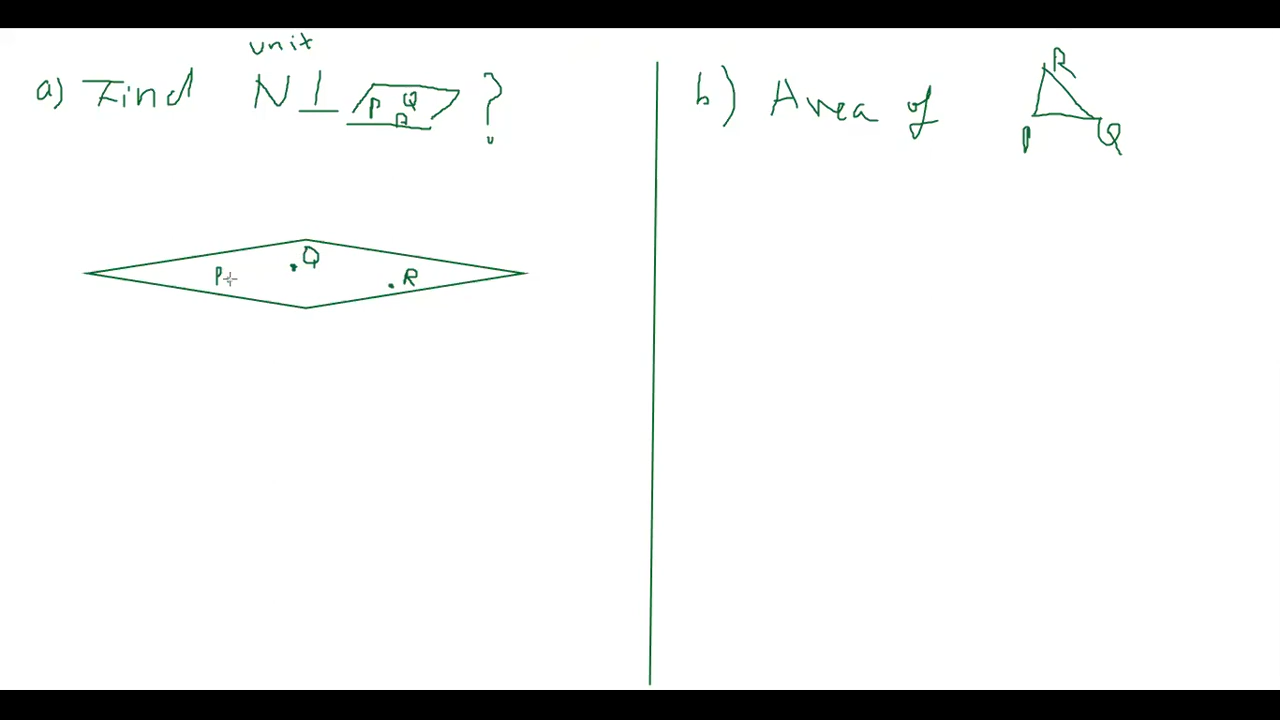 unit
a) Find N ⊥ P Q R ?
P Q R
b) Area of
R
P Q